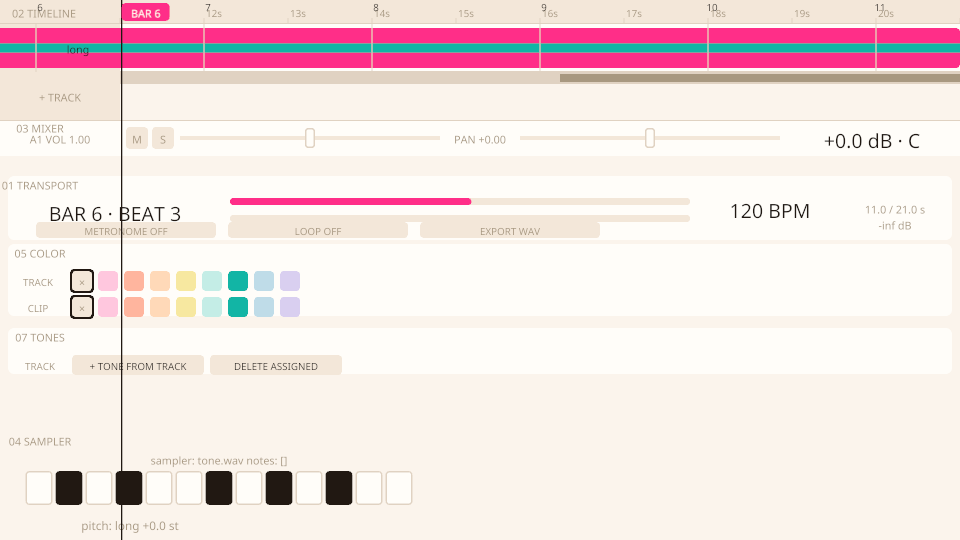 6 7 8 9 10 11
02 TIMELINE BAR 6 12s 13s 14s 15s 16s 17s 18s 19s 20s
long
+ TRACK
03 MIXER
A1 VOL 1.00 M S PAN +0.00 +0.0 dB · C
01 TRANSPORT
BAR 6 · BEAT 3 120 BPM 11.0 / 21.0 s
-inf dB
METRONOME OFF LOOP OFF EXPORT WAV
05 COLOR
TRACK ×
CLIP ×
07 TONES
TRACK + TONE FROM TRACK DELETE ASSIGNED
04 SAMPLER
sampler: tone.wav notes: []
pitch: long +0.0 st